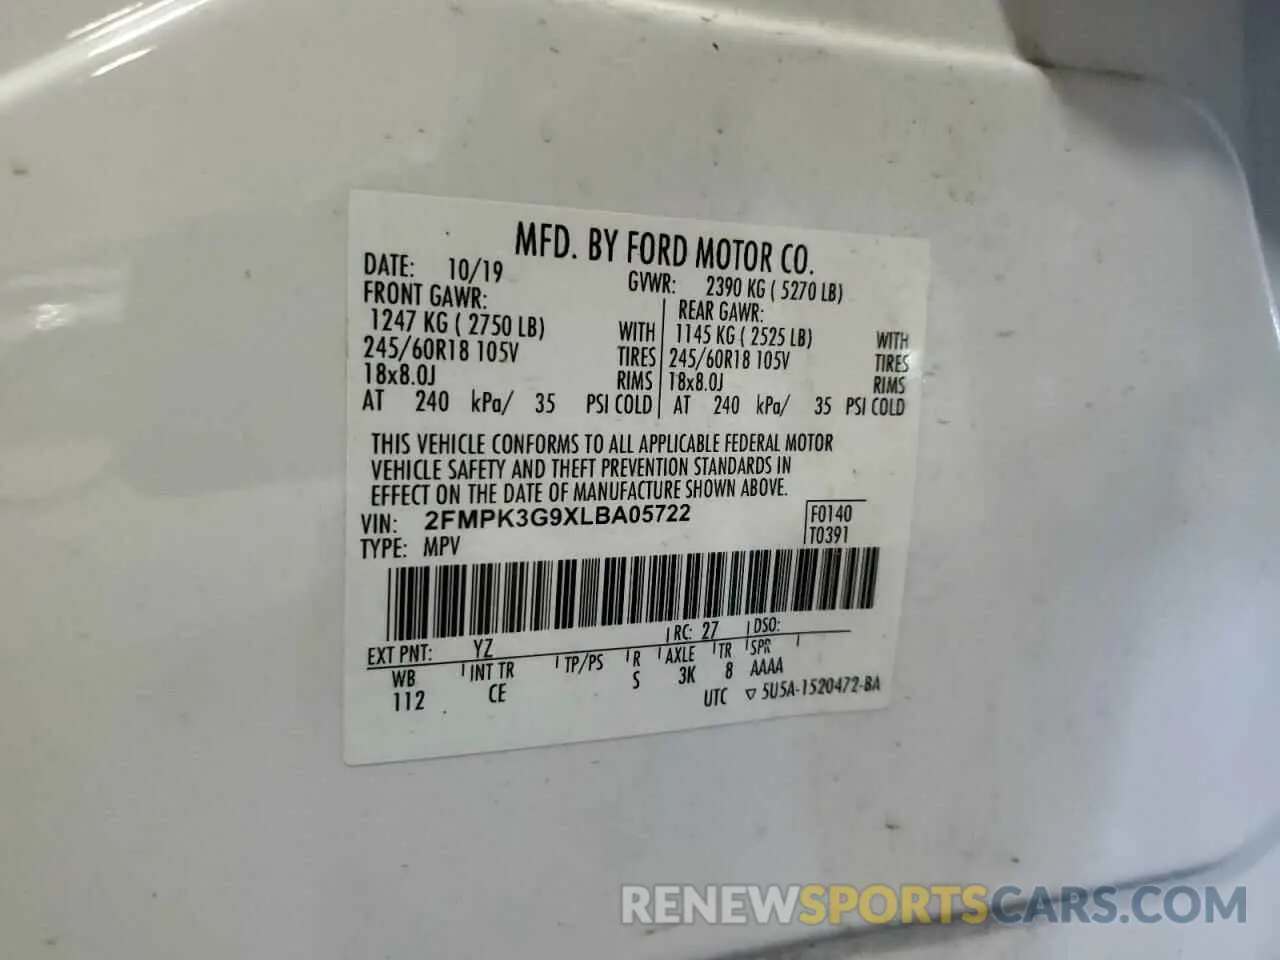 MFD. BY FORD MOTOR CO.
DATE: 10/19 GVWR: 2390 KG ( 5270 LB)
FRONT GAWR: REAR GAWR:
1247 KG ( 2750 LB) WITH 1145 KG ( 2525 LB) WITH
245/60R18 105V TIRES 245/60R18 105V TIRES
18x8.0J RIMS 18x8.0J RIMS
AT 240 kPa/ 35 PSI COLD AT 240 kPa/ 35 PSI COLD
THIS VEHICLE CONFORMS TO ALL APPLICABLE FEDERAL MOTOR
VEHICLE SAFETY AND THEFT PREVENTION STANDARDS IN
EFFECT ON THE DATE OF MANUFACTURE SHOWN ABOVE.
VIN: 2FMPK3G9XLBA05722 F0140
TYPE: MPV T0391
EXT PNT: YZ RC: 27 DSO:
WB INT TR TP/PS R AXLE TR SPR
112 CE S 3K 8 AAAA
UTC ▽ 5U5A-1520472-BA
RENEWSPORTSCARS.COM